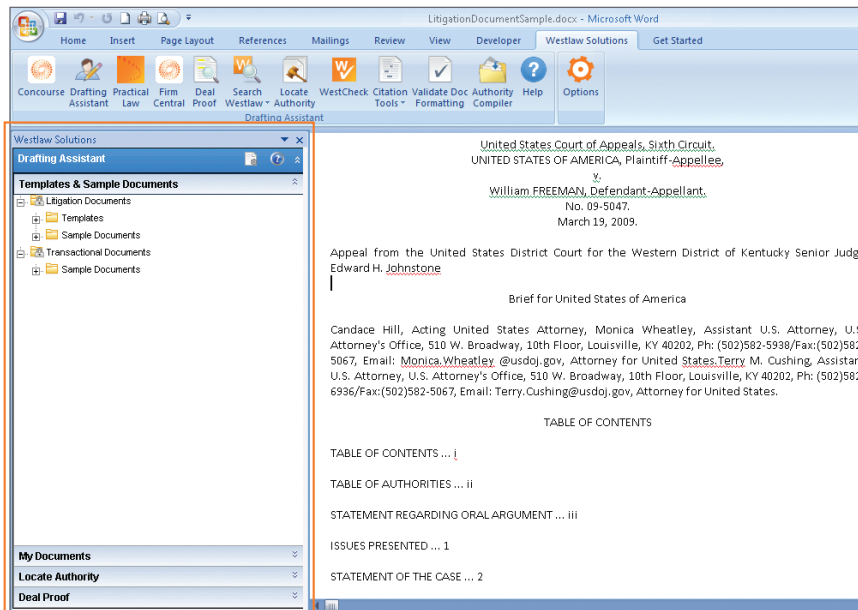 LitigationDocumentSample.docx - Microsoft Word
Home Insert Page Layout References Mailings Review View Developer Westlaw Solutions Get Started
Concourse Drafting Assistant Practical Law Firm Central Deal Proof Search Westlaw Locate Authority WestCheck Citation Tools Validate Doc Formatting Authority Compiler Help Options
Drafting Assistant
Westlaw Solutions
Drafting Assistant
Templates & Sample Documents
Litigation Documents
Templates
Sample Documents
Transactional Documents
Sample Documents
My Documents
Locate Authority
Deal Proof
United States Court of Appeals, Sixth Circuit.
UNITED STATES OF AMERICA, Plaintiff-Appellee,
v.
William FREEMAN, Defendant-Appellant.
No. 09-5047.
March 19, 2009.
Appeal from the United States District Court for the Western District of Kentucky Senior Judg
Edward H. Johnstone
Brief for United States of America
Candace Hill, Acting United States Attorney, Monica Wheatley, Assistant U.S. Attorney, U.S
Attorney's Office, 510 W. Broadway, 10th Floor, Louisville, KY 40202, Ph: (502)582-5938/Fax:(502)582
5067, Email: Monica.Wheatley @usdoj.gov, Attorney for United States.Terry M. Cushing, Assistan
U.S. Attorney, U.S. Attorney's Office, 510 W. Broadway, 10th Floor, Louisville, KY 40202, Ph: (502)582
6936/Fax:(502)582-5067, Email: Terry.Cushing@usdoj.gov, Attorney for United States.
TABLE OF CONTENTS
TABLE OF CONTENTS ... i
TABLE OF AUTHORITIES ... ii
STATEMENT REGARDING ORAL ARGUMENT ... iii
ISSUES PRESENTED ... 1
STATEMENT OF THE CASE ... 2